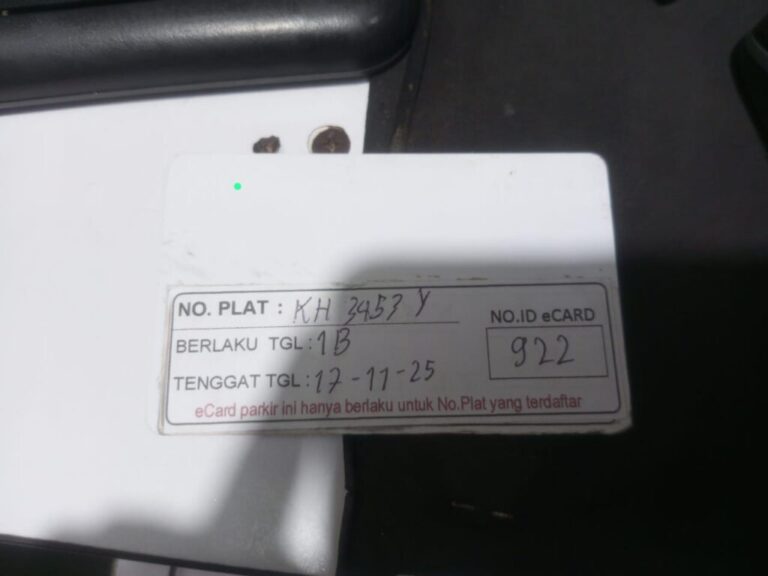 NO. PLAT : KH 3453 Y
NO.ID eCARD
922
BERLAKU TGL : 1B
TENGGAT TGL : 17-11-25
eCard parkir ini hanya berlaku untuk No.Plat yang terdaftar